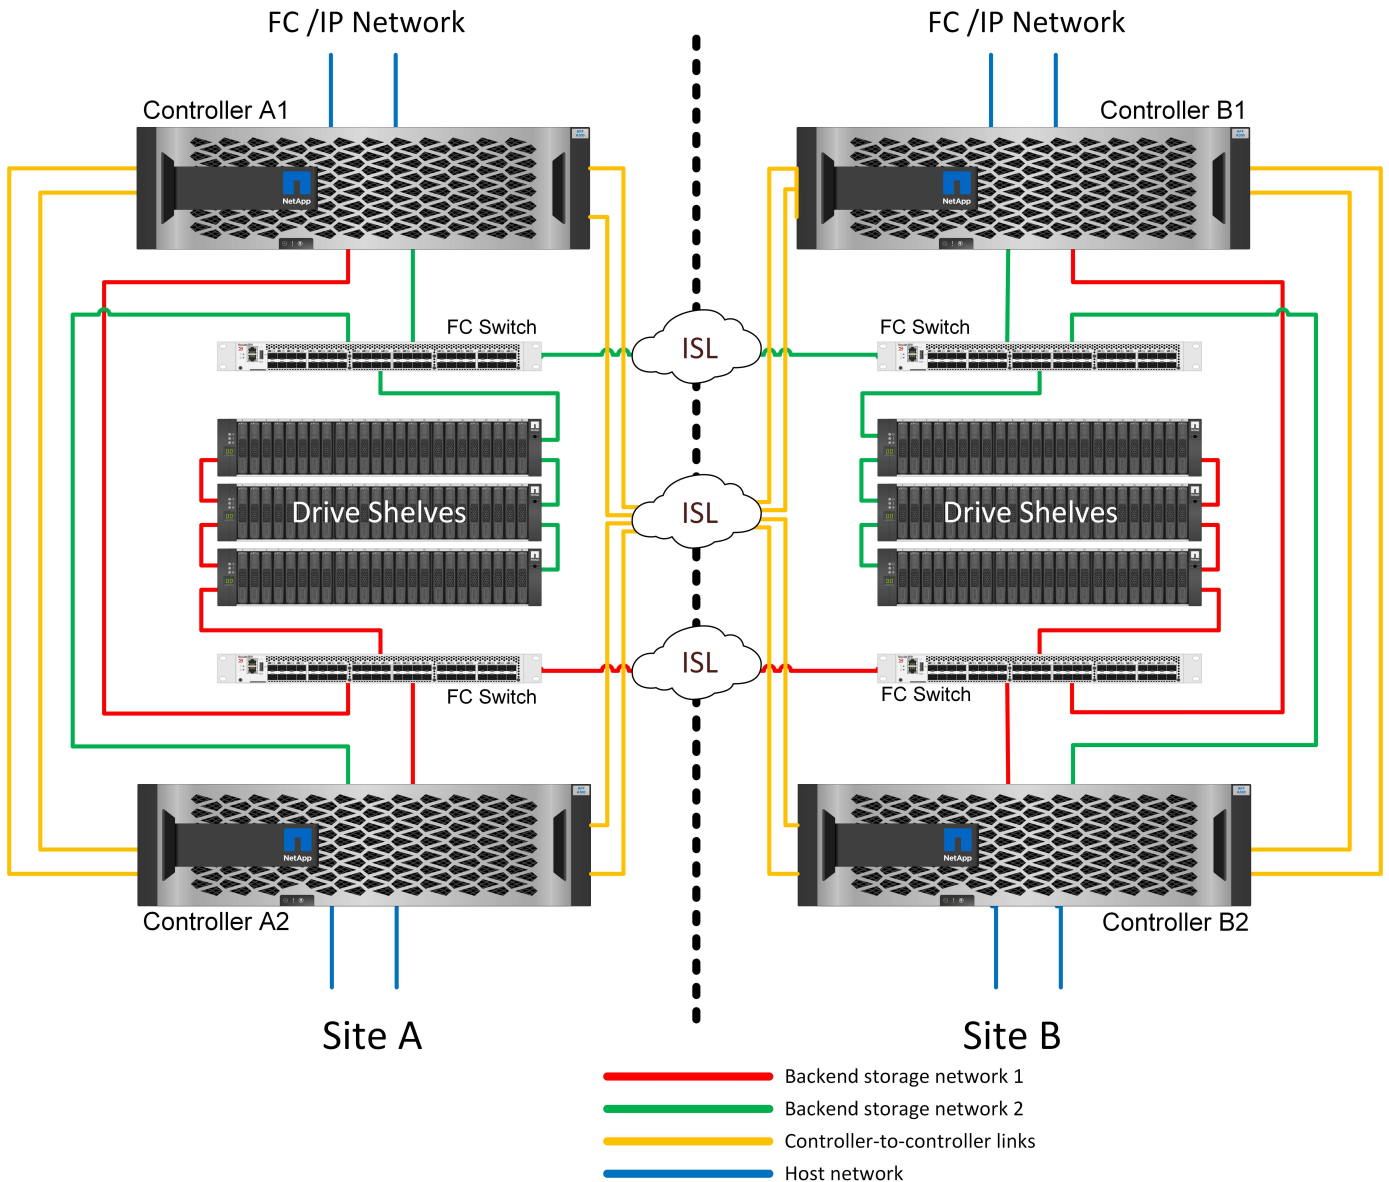 FC /IP Network
FC /IP Network
Controller A1
Controller B1
NetApp
NetApp
FC Switch
ISL
FC Switch
Drive Shelves
ISL
Drive Shelves
ISL
FC Switch
FC Switch
NetApp
NetApp
Controller A2
Controller B2
Site A
Site B
Backend storage network 1
Backend storage network 2
Controller-to-controller links
Host network